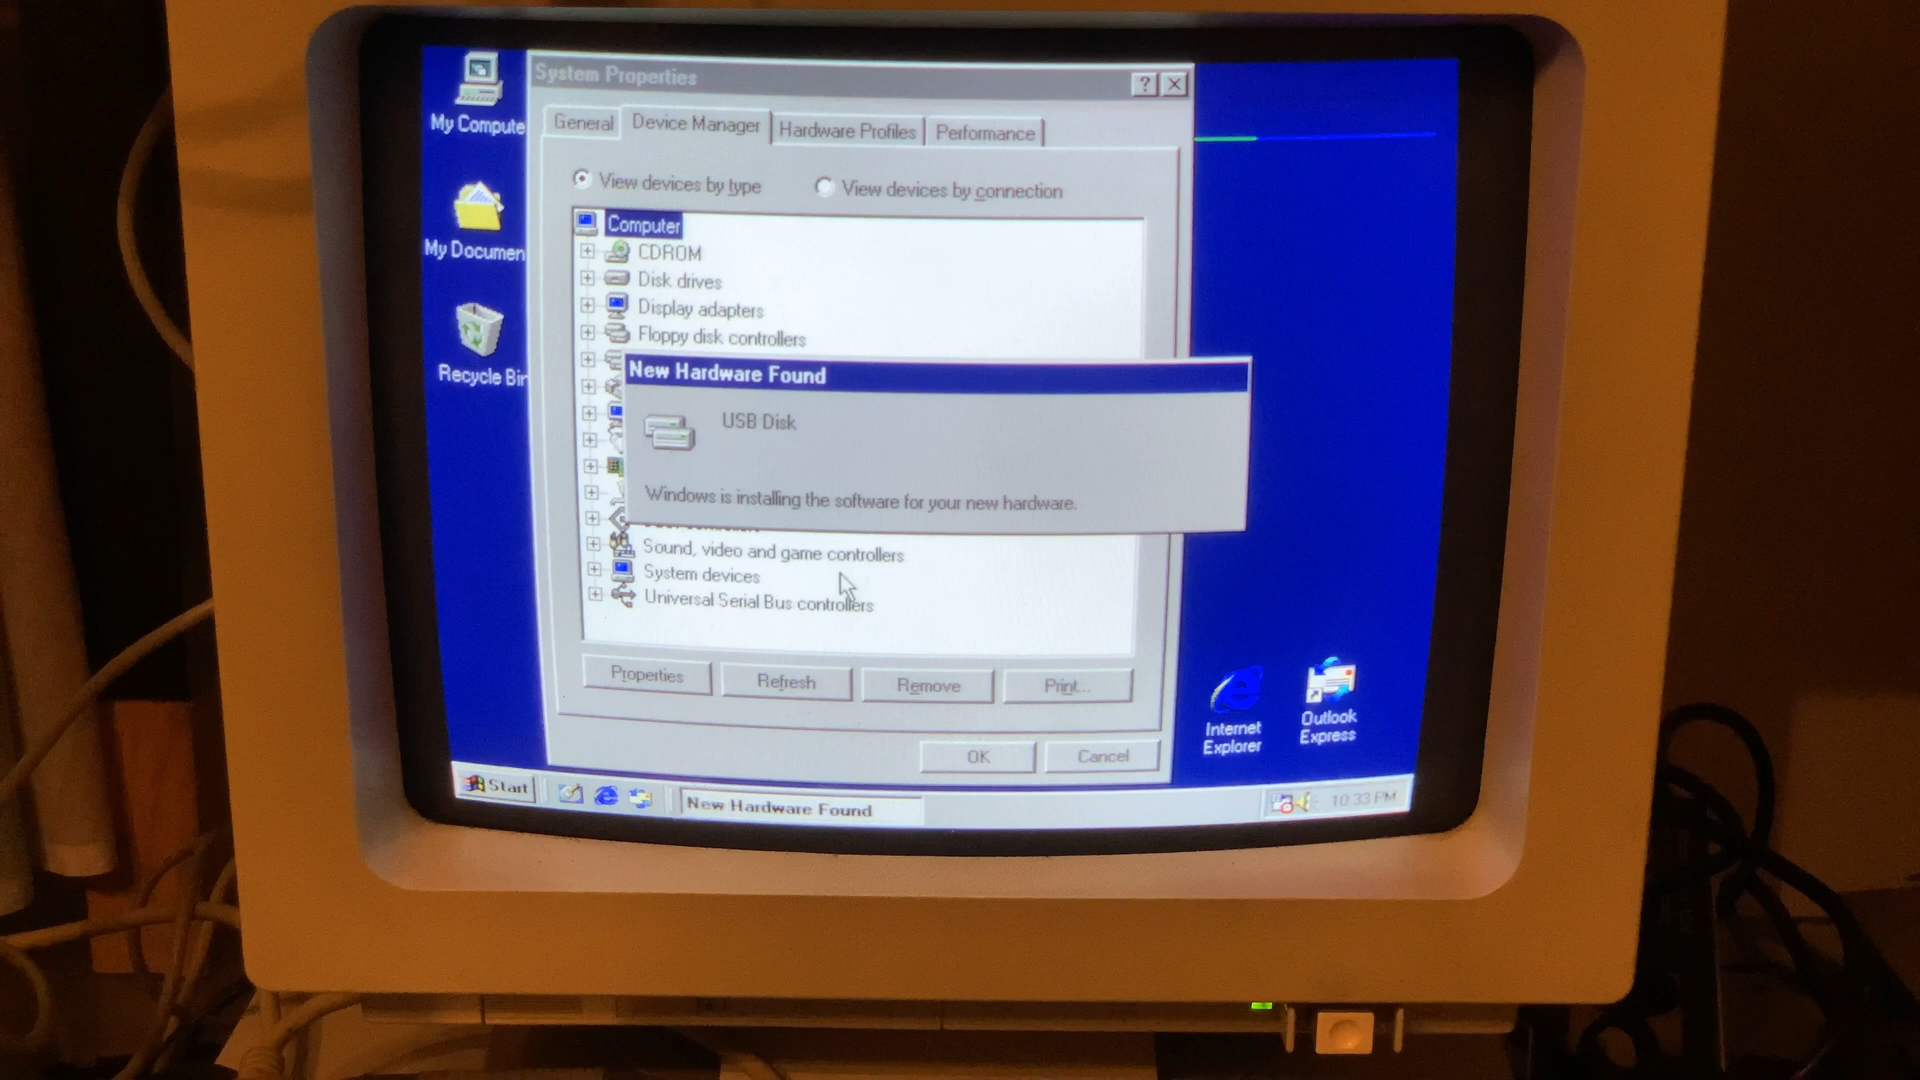 My Compute
My Documen
Recycle Bin
System Properties
General
Device Manager
Hardware Profiles
Performance
View devices by type
View devices by connection
Computer
CDROM
Disk drives
Display adapters
Floppy disk controllers
New Hardware Found
USB Disk
Windows is installing the software for your new hardware.
Sound, video and game controllers
System devices
Universal Serial Bus controllers
Properties
Refresh
Remove
Print...
OK
Cancel
Internet
Explorer
Outlook
Express
Start
New Hardware Found
10:33 PM